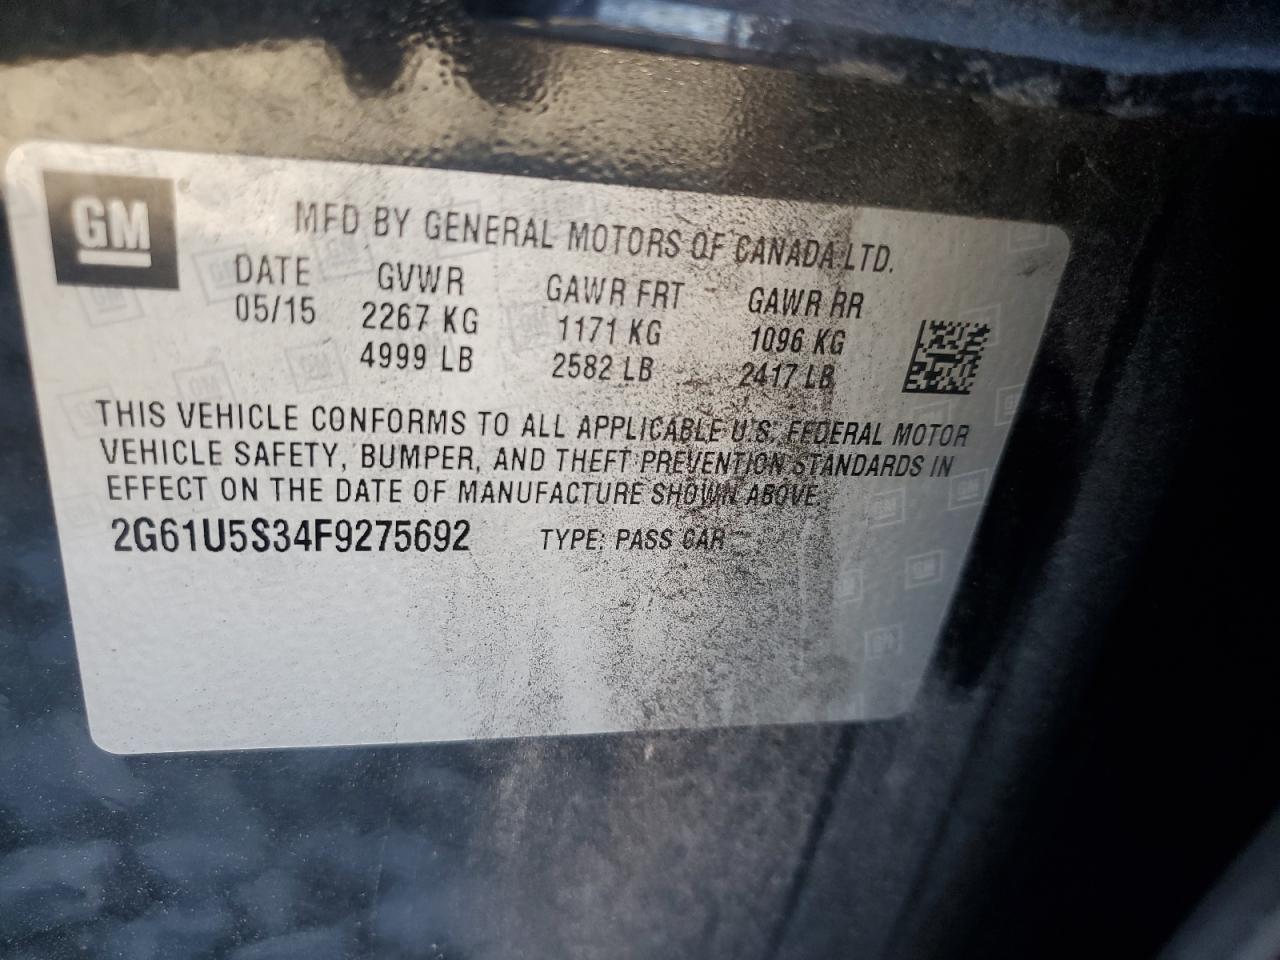 GM
MFD BY GENERAL MOTORS OF CANADA LTD.
DATE GVWR GAWR FRT GAWR RR
05/15 2267 KG 1171 KG 1096 KG
4999 LB 2582 LB 2417 LB
THIS VEHICLE CONFORMS TO ALL APPLICABLE U.S. FEDERAL MOTOR
VEHICLE SAFETY, BUMPER, AND THEFT PREVENTION STANDARDS IN
EFFECT ON THE DATE OF MANUFACTURE SHOWN ABOVE.
2G61U5S34F9275692 TYPE: PASS CAR